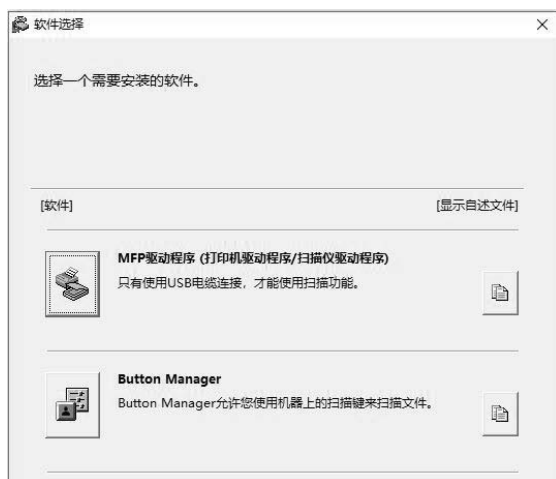 软件选择
选择一个需要安装的软件。
[软件] [显示自述文件]
MFP驱动程序 (打印机驱动程序/扫描仪驱动程序)
只有使用USB电缆连接，才能使用扫描功能。
Button Manager
Button Manager允许您使用机器上的扫描键来扫描文件。